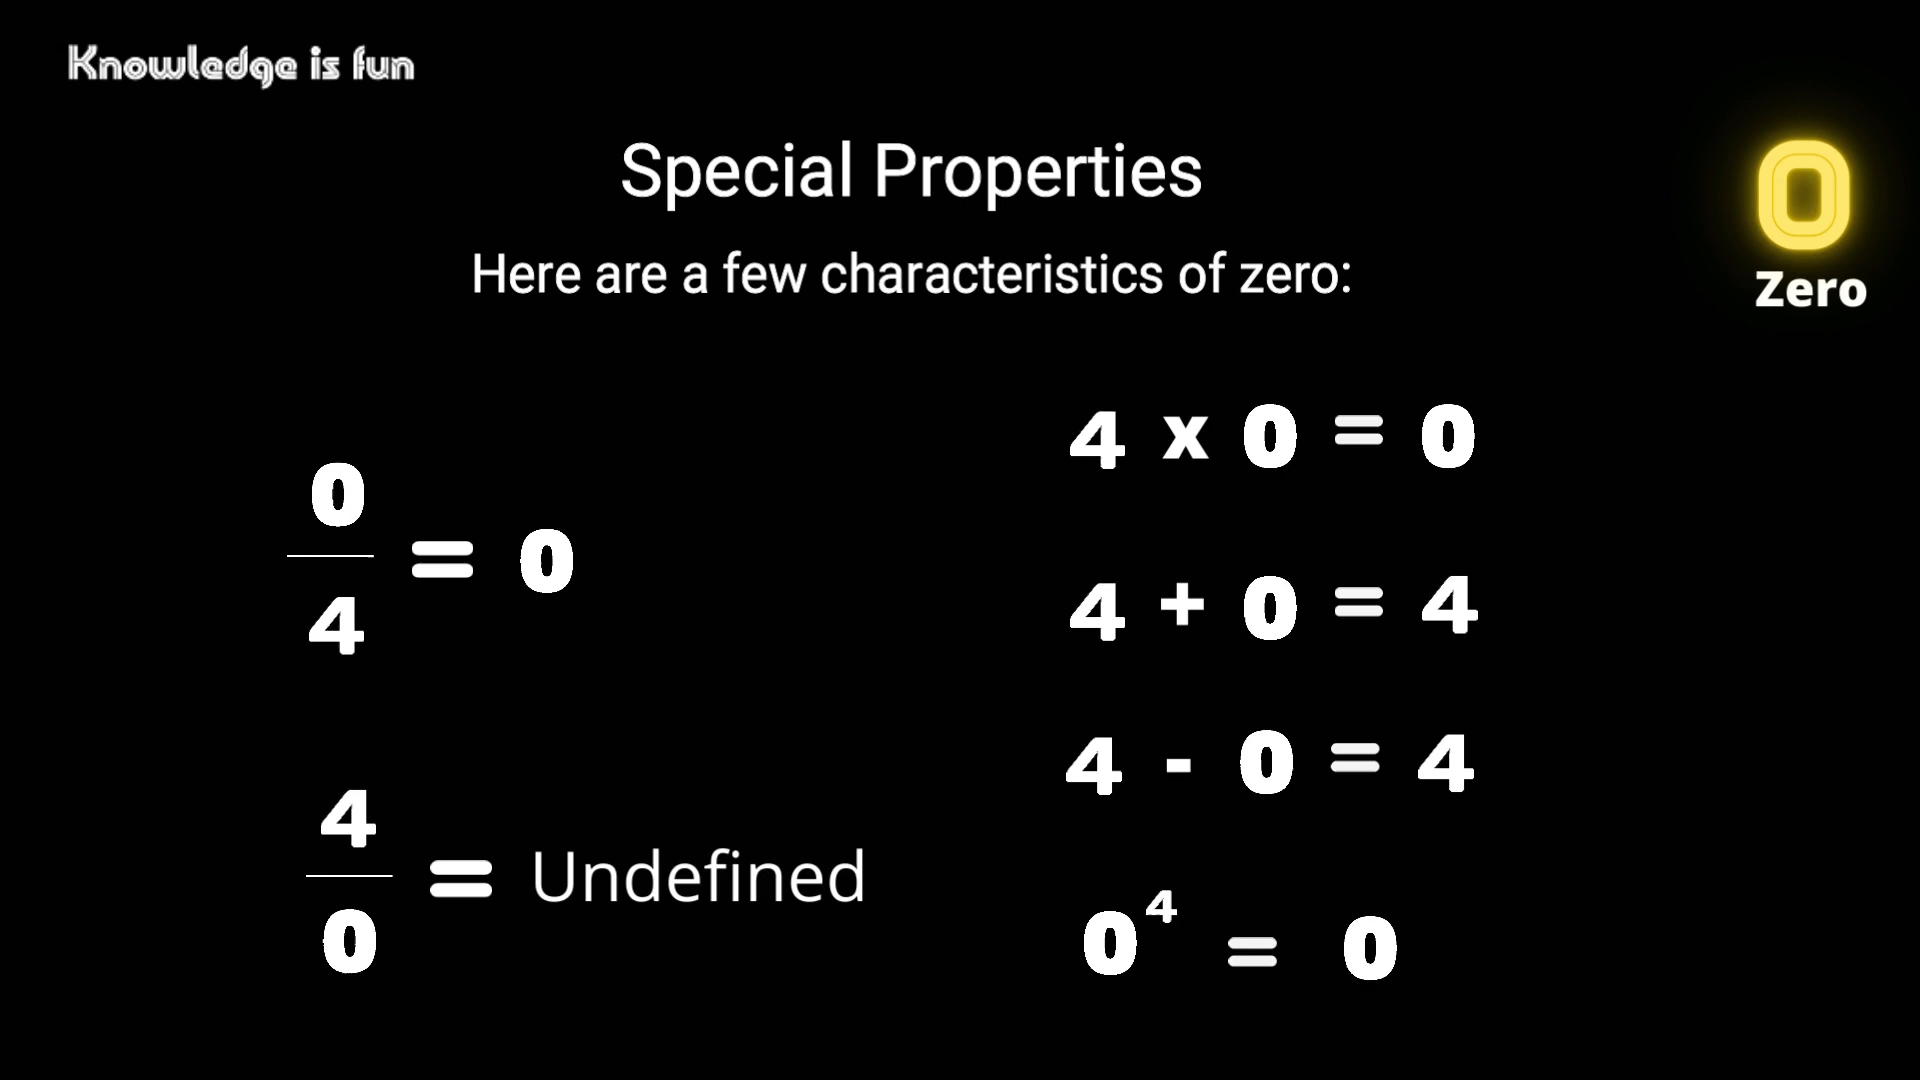 Knowledge is fun
Special Properties
Here are a few characteristics of zero:
0
Zero
0/4 = 0
4/0 = Undefined
4 x 0 = 0
4 + 0 = 4
4 - 0 = 4
0⁴ = 0